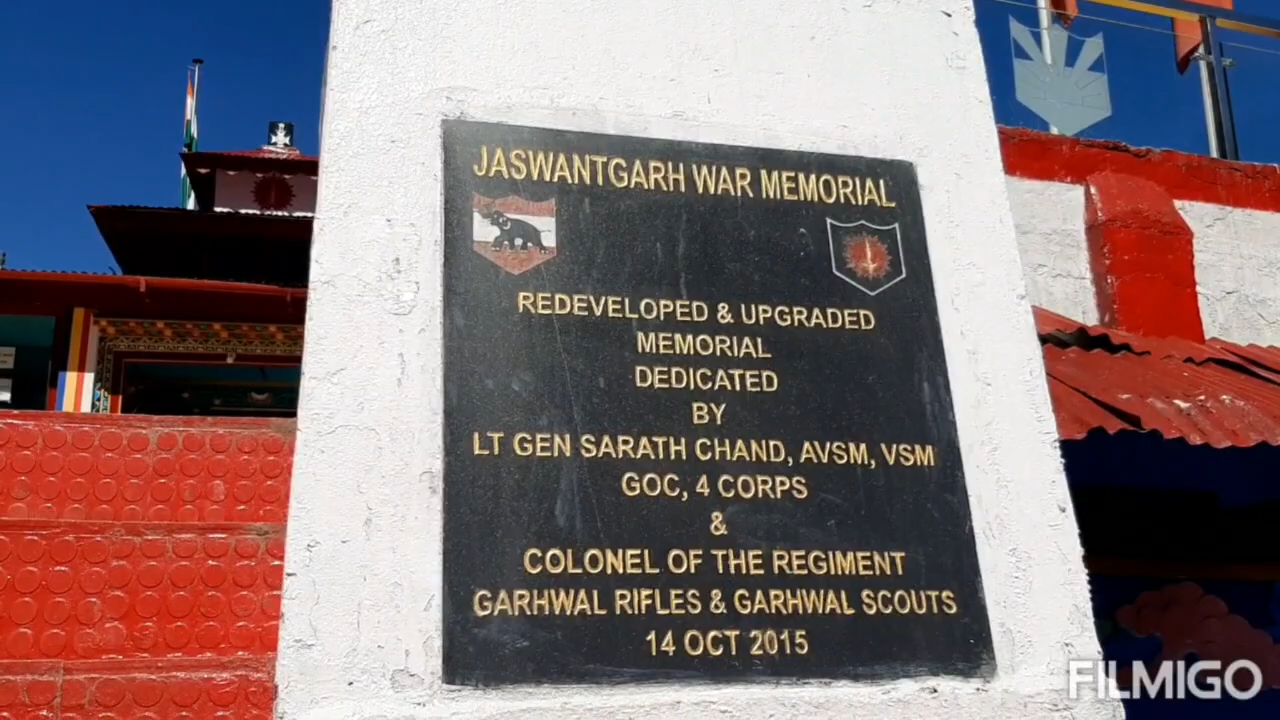 JASWANTGARH WAR MEMORIAL
REDEVELOPED & UPGRADED
MEMORIAL
DEDICATED
BY
LT GEN SARATH CHAND, AVSM, VSM
GOC, 4 CORPS
&
COLONEL OF THE REGIMENT
GARHWAL RIFLES & GARHWAL SCOUTS
14 OCT 2015
FILMIGO